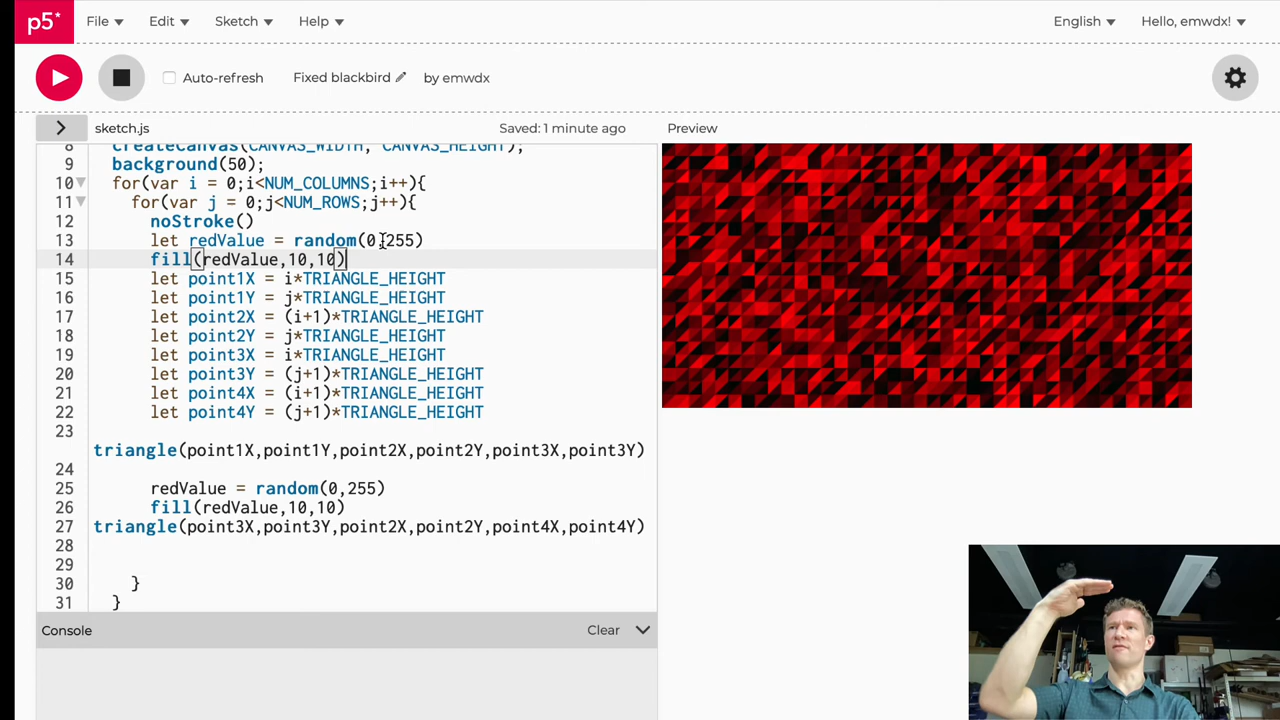 p5*
File
Edit
Sketch
Help
English
Hello, emwdx!
Auto-refresh
Fixed blackbird
by emwdx
sketch.js
Saved: 1 minute ago
Preview
8 createCanvas(CANVAS_WIDTH, CANVAS_HEIGHT);
9 background(50);
10 for(var i = 0;i<NUM_COLUMNS;i++){
11 for(var j = 0;j<NUM_ROWS;j++){
12 noStroke()
13 let redValue = random(0,255)
14 fill(redValue,10,10)
15 let point1X = i*TRIANGLE_HEIGHT
16 let point1Y = j*TRIANGLE_HEIGHT
17 let point2X = (i+1)*TRIANGLE_HEIGHT
18 let point2Y = j*TRIANGLE_HEIGHT
19 let point3X = i*TRIANGLE_HEIGHT
20 let point3Y = (j+1)*TRIANGLE_HEIGHT
21 let point4X = (i+1)*TRIANGLE_HEIGHT
22 let point4Y = (j+1)*TRIANGLE_HEIGHT
23
triangle(point1X,point1Y,point2X,point2Y,point3X,point3Y)
24
25 redValue = random(0,255)
26 fill(redValue,10,10)
27 triangle(point3X,point3Y,point2X,point2Y,point4X,point4Y)
28
29
30 }
31 }
Console
Clear